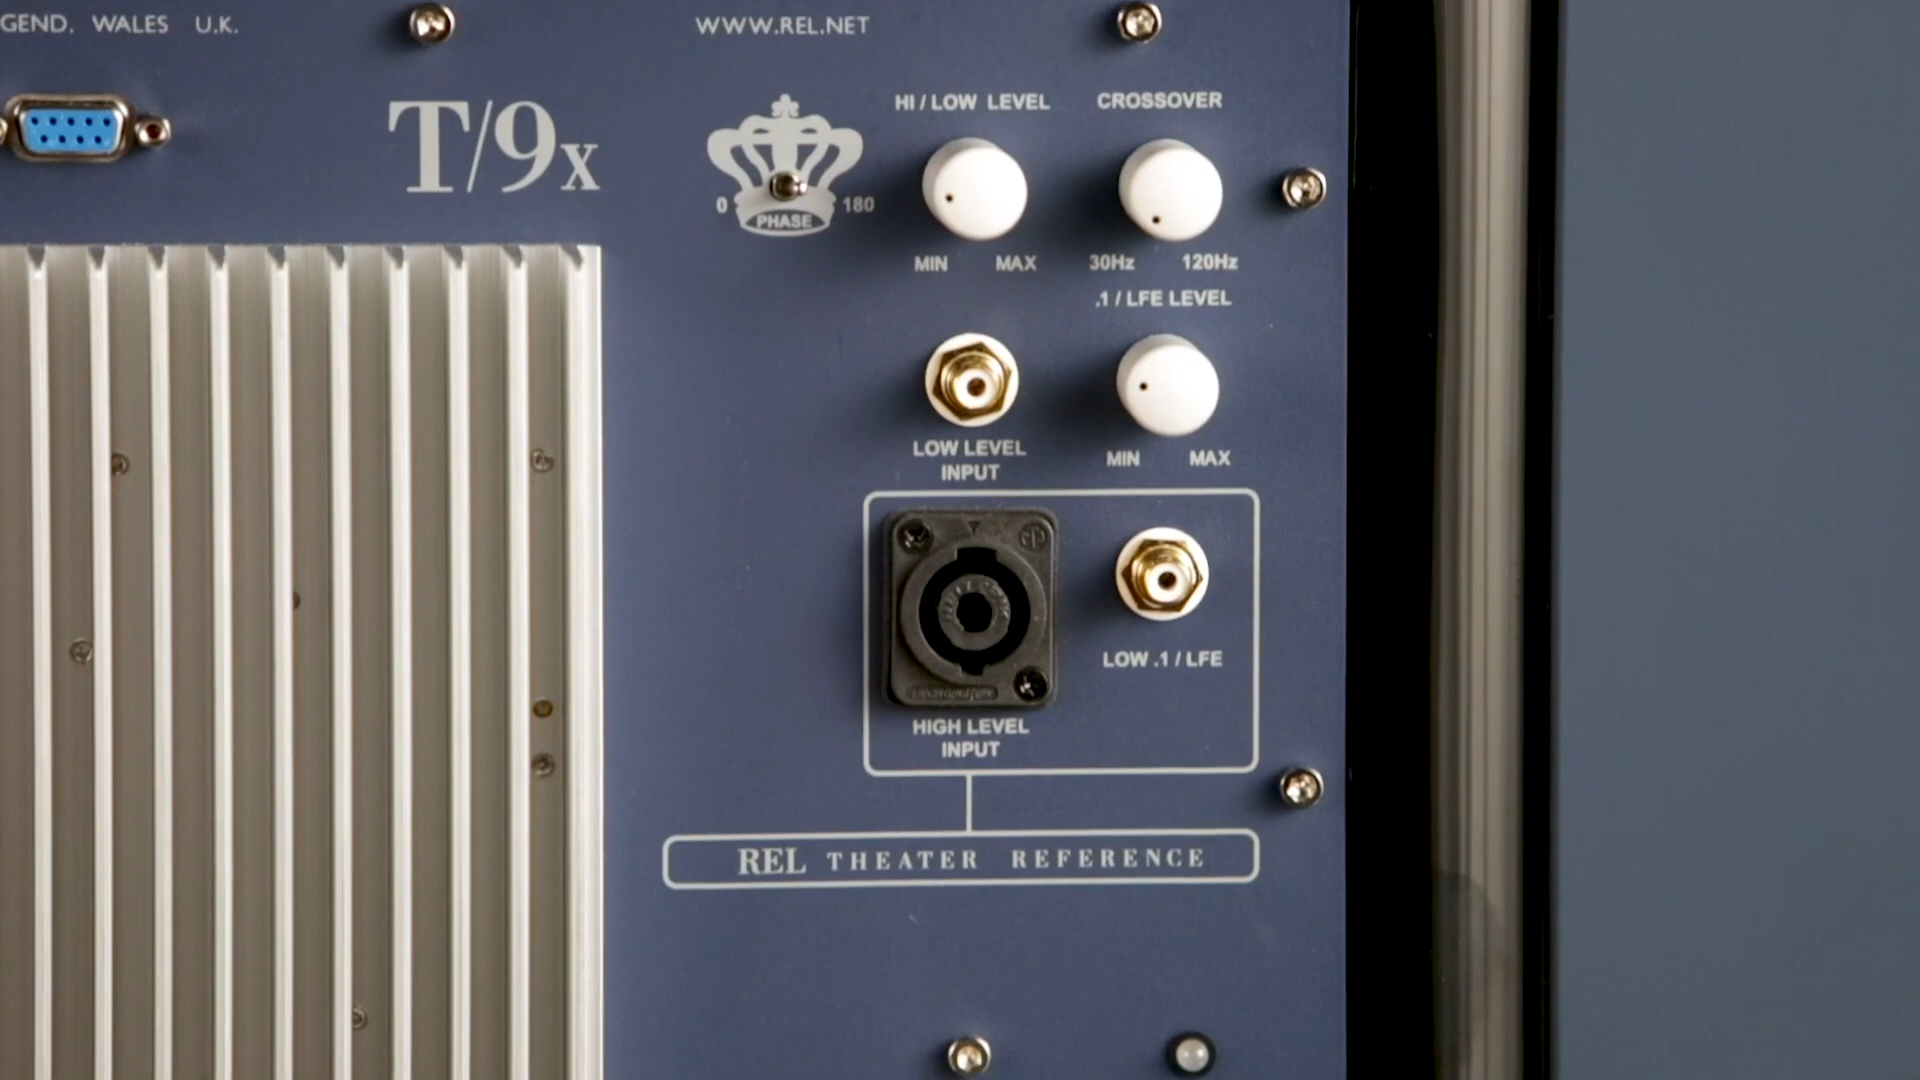 GEND, WALES U.K.
WWW.REL.NET
T/9x
HI / LOW LEVEL
CROSSOVER
0
180
PHASE
MIN
MAX
30Hz
120Hz
.1 / LFE LEVEL
LOW LEVEL
INPUT
MIN
MAX
LOW .1 / LFE
HIGH LEVEL
INPUT
REL THEATER REFERENCE